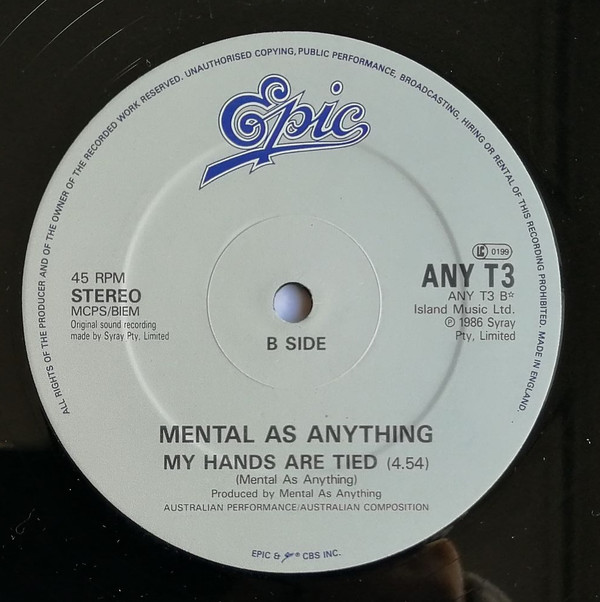 ALL RIGHTS OF THE PRODUCER AND OF THE OWNER OF THE RECORDED WORK RESERVED. UNAUTHORISED COPYING, PUBLIC PERFORMANCE, BROADCASTING, HIRING OR RENTAL OF THIS RECORDING PROHIBITED. MADE IN ENGLAND.
Epic
45 RPM
STEREO
MCPS/BIEM
Original sound recording
made by Syray Pty, Limited
LC 0199
ANY T3
ANY T3 B☆
Island Music Ltd.
℗ 1986 Syray
Pty, Limited
B SIDE
MENTAL AS ANYTHING
MY HANDS ARE TIED (4.54)
(Mental As Anything)
Produced by Mental As Anything
AUSTRALIAN PERFORMANCE/AUSTRALIAN COMPOSITION
EPIC & ® CBS INC.